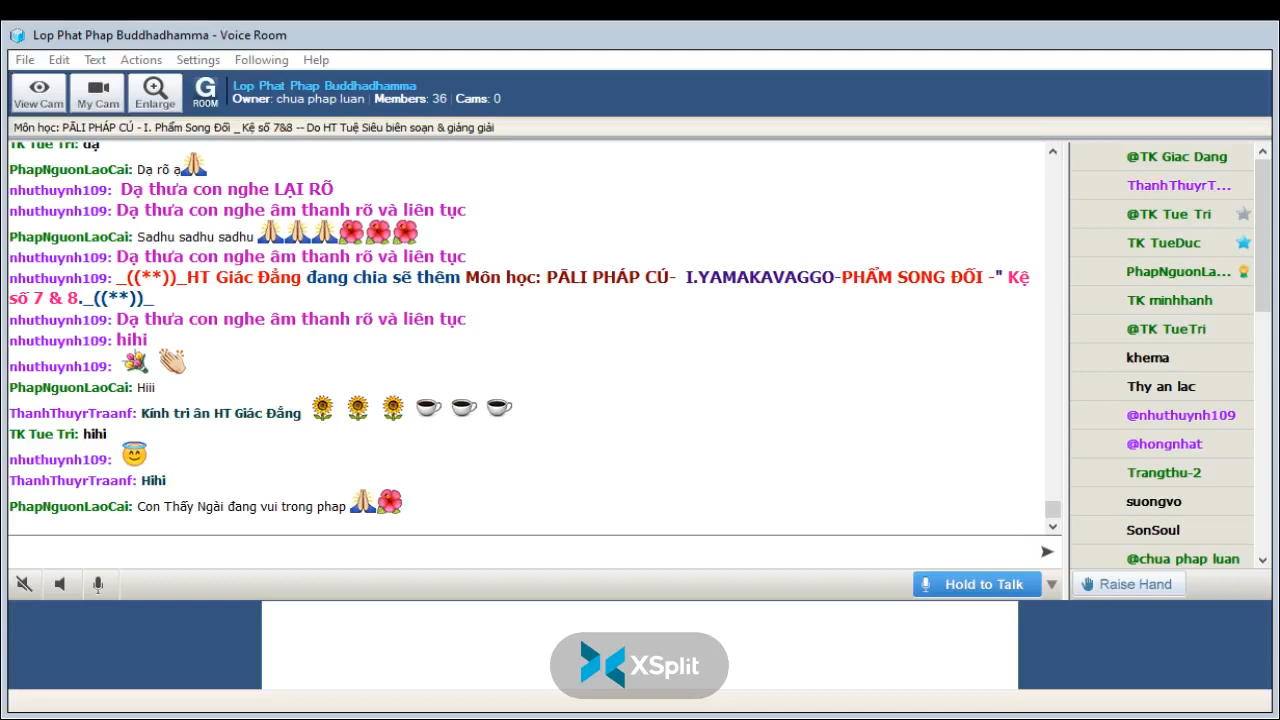 Lop Phat Phap Buddhadhamma - Voice Room
File Edit Text Actions Settings Following Help
View Cam My Cam Enlarge G ROOM
Lop Phat Phap Buddhadhamma
Owner: chua phap luan | Members: 36 | Cams: 0
Môn học: PĀLI PHÁP CÚ - I. Phẩm Song Đối _ Kệ số 7&8 -- Do HT Tuệ Siêu biên soạn & giảng giải
TK Tue Tri: dạ
PhapNguonLaoCai: Dạ rõ ạ
nhuthuynh109: Dạ thưa con nghe LẠI RÕ
nhuthuynh109: Dạ thưa con nghe âm thanh rõ và liên tục
PhapNguonLaoCai: Sadhu sadhu sadhu
nhuthuynh109: Dạ thưa con nghe âm thanh rõ và liên tục
nhuthuynh109: _((**))_HT Giác Đẳng đang chia sẽ thêm Môn học: PĀLI PHÁP CÚ- I.YAMAKAVAGGO-PHẨM SONG ĐỐI -" Kệ
số 7 & 8._((**))_
nhuthuynh109: Dạ thưa con nghe âm thanh rõ và liên tục
nhuthuynh109: hihi
nhuthuynh109:
PhapNguonLaoCai: Hiii
ThanhThuyrTraanf: Kính tri ân HT Giác Đẳng
TK Tue Tri: hihi
nhuthuynh109:
ThanhThuyrTraanf: Hihi
PhapNguonLaoCai: Con Thấy Ngài đang vui trong phap
@TK Giac Dang
ThanhThuyrT...
@TK Tue Tri
TK TueDuc
PhapNguonLa...
TK minhhanh
@TK TueTri
khema
Thy an lac
@nhuthuynh109
@hongnhat
Trangthu-2
suongvo
SonSoul
@chua phap luan
Hold to Talk
Raise Hand
XSplit